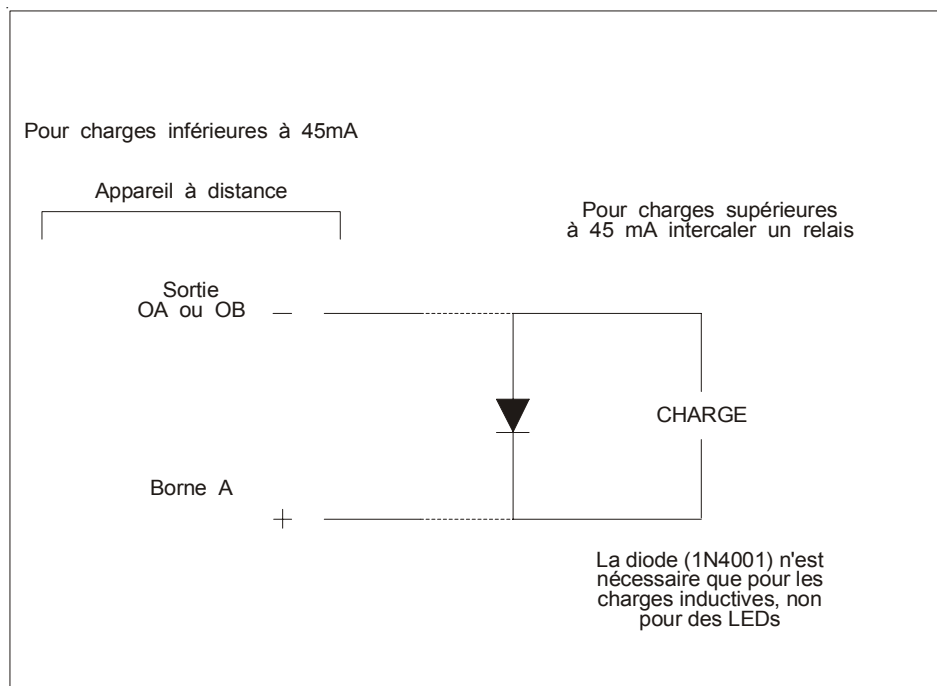 Pour charges inférieures à 45mA
Appareil à distance
Pour charges supérieures
à 45 mA intercaler un relais
Sortie
OA ou OB
−
CHARGE
Borne A
+
La diode (1N4001) n'est
nécessaire que pour les
charges inductives, non
pour des LEDs